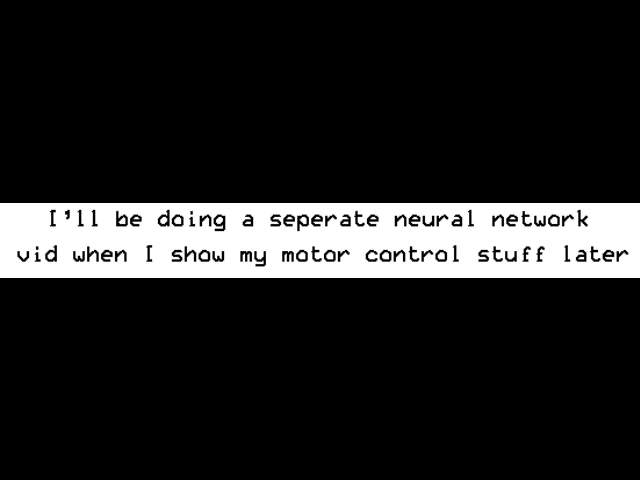 I'll be doing a seperate neural network
vid when I show my motor control stuff later